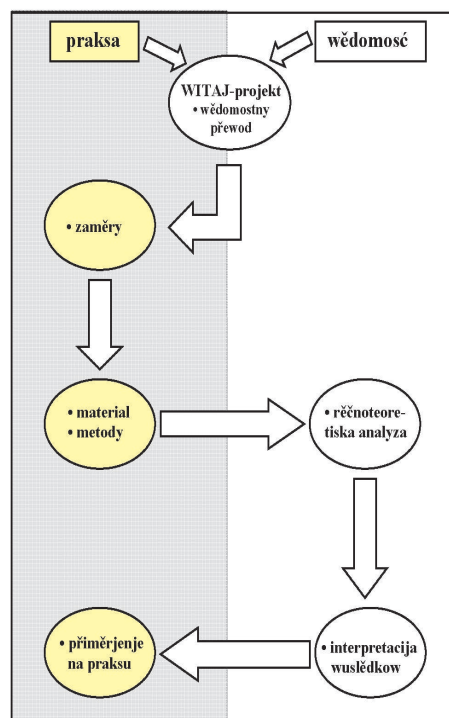 praksa
wědomosć
WITAJ-projekt
• wědomostny
přewod
• zaměry
• material
• metody
• rěčnoteore-
tiska analyza
• přiměrjenje
na praksu
• interpretacija
wuslědkow